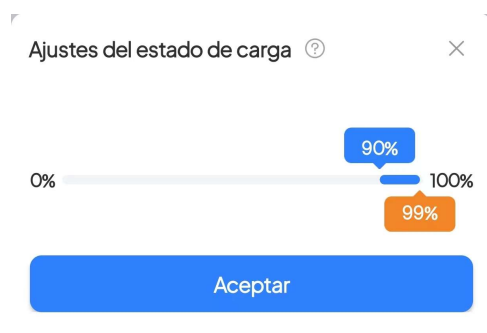 Ajustes del estado de carga ?
90%
0% 100%
99%
Aceptar